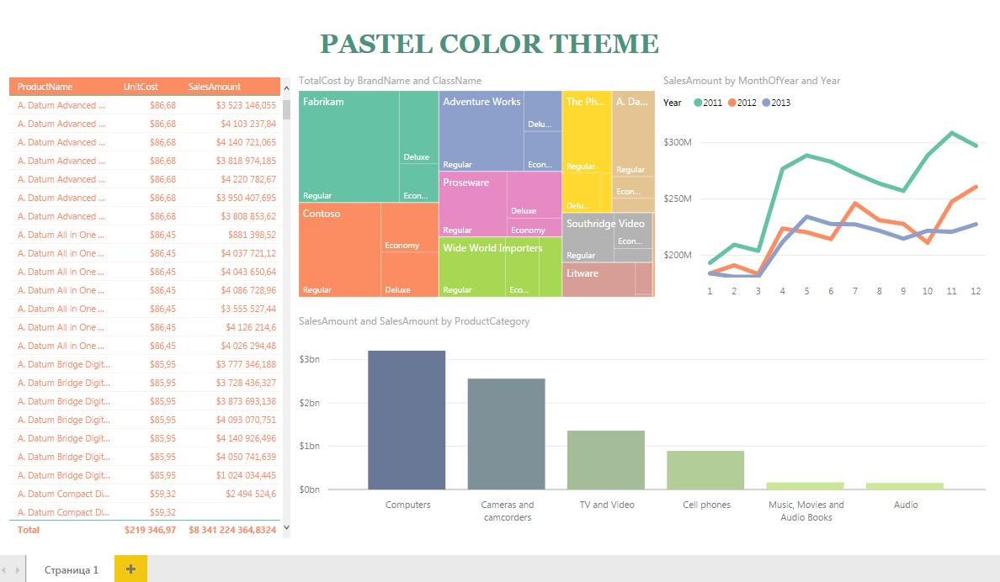 PASTEL COLOR THEME
ProductName UnitCost SalesAmount
A. Datum Advanced ... $86,68 $3 523 146,055
A. Datum Advanced ... $86,68 $4 103 237,84
A. Datum Advanced ... $86,68 $4 140 721,065
A. Datum Advanced ... $86,68 $3 818 974,185
A. Datum Advanced ... $86,68 $4 220 782,67
A. Datum Advanced ... $86,68 $3 950 407,695
A. Datum Advanced ... $86,68 $3 808 853,62
A. Datum All in One ... $86,45 $881 398,52
A. Datum All in One ... $86,45 $4 037 721,12
A. Datum All in One ... $86,45 $4 043 650,64
A. Datum All in One ... $86,45 $4 086 728,96
A. Datum All in One ... $86,45 $3 555 527,44
A. Datum All in One ... $86,45 $4 126 214,6
A. Datum All in One ... $86,45 $4 026 294,48
A. Datum Bridge Digit... $85,95 $3 777 346,188
A. Datum Bridge Digit... $85,95 $3 728 436,327
A. Datum Bridge Digit... $85,95 $3 873 693,138
A. Datum Bridge Digit... $85,95 $4 093 070,751
A. Datum Bridge Digit... $85,95 $4 140 926,496
A. Datum Bridge Digit... $85,95 $4 050 741,639
A. Datum Bridge Digit... $85,95 $1 024 034,445
A. Datum Compact Di... $59,32 $2 494 524,6
A. Datum Compact Di... $59,32
Total $219 346,97 $8 341 224 364,8324
TotalCost by BrandName and ClassName
Fabrikam
Deluxe
Regular
Econ...
Contoso
Economy
Regular
Deluxe
Adventure Works
Delu...
Regular
Econ...
Proseware
Deluxe
Regular
Economy
Wide World Importers
Regular
Eco...
The Ph...
Regular
Delu...
A. Da...
Regular
Econ...
Southridge Video
Econ...
Regular
Litware
SalesAmount by MonthOfYear and Year
Year 2011 2012 2013
$300M
$250M
$200M
1 2 3 4 5 6 7 8 9 10 11 12
SalesAmount and SalesAmount by ProductCategory
$3bn
$2bn
$1bn
$0bn
Computers
Cameras and
camcorders
TV and Video
Cell phones
Music, Movies and
Audio Books
Audio
Страница 1
+